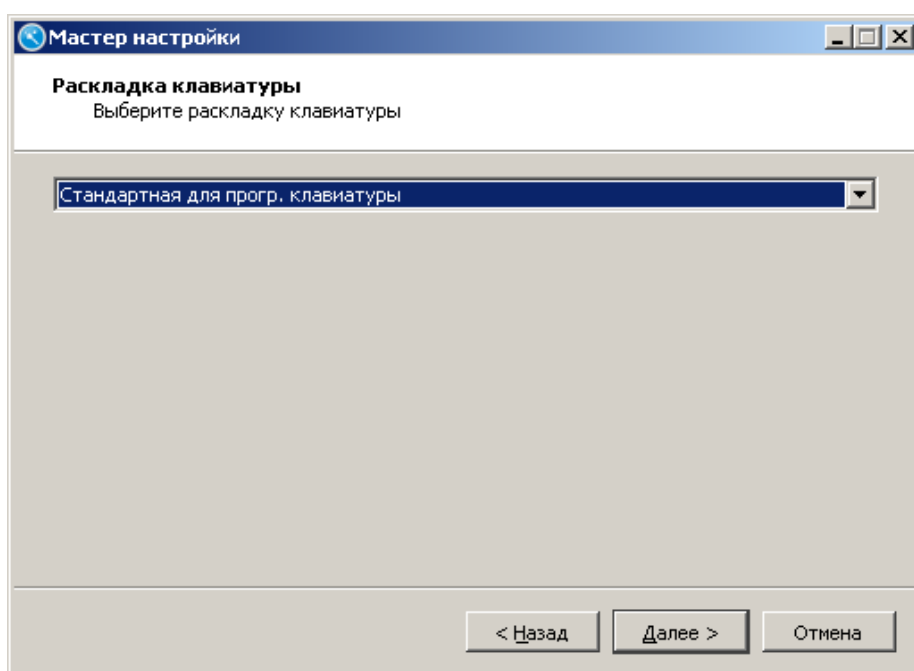 Мастер настройки
Раскладка клавиатуры
Выберите раскладку клавиатуры
Стандартная для прогр. клавиатуры
< Назад Далее > Отмена